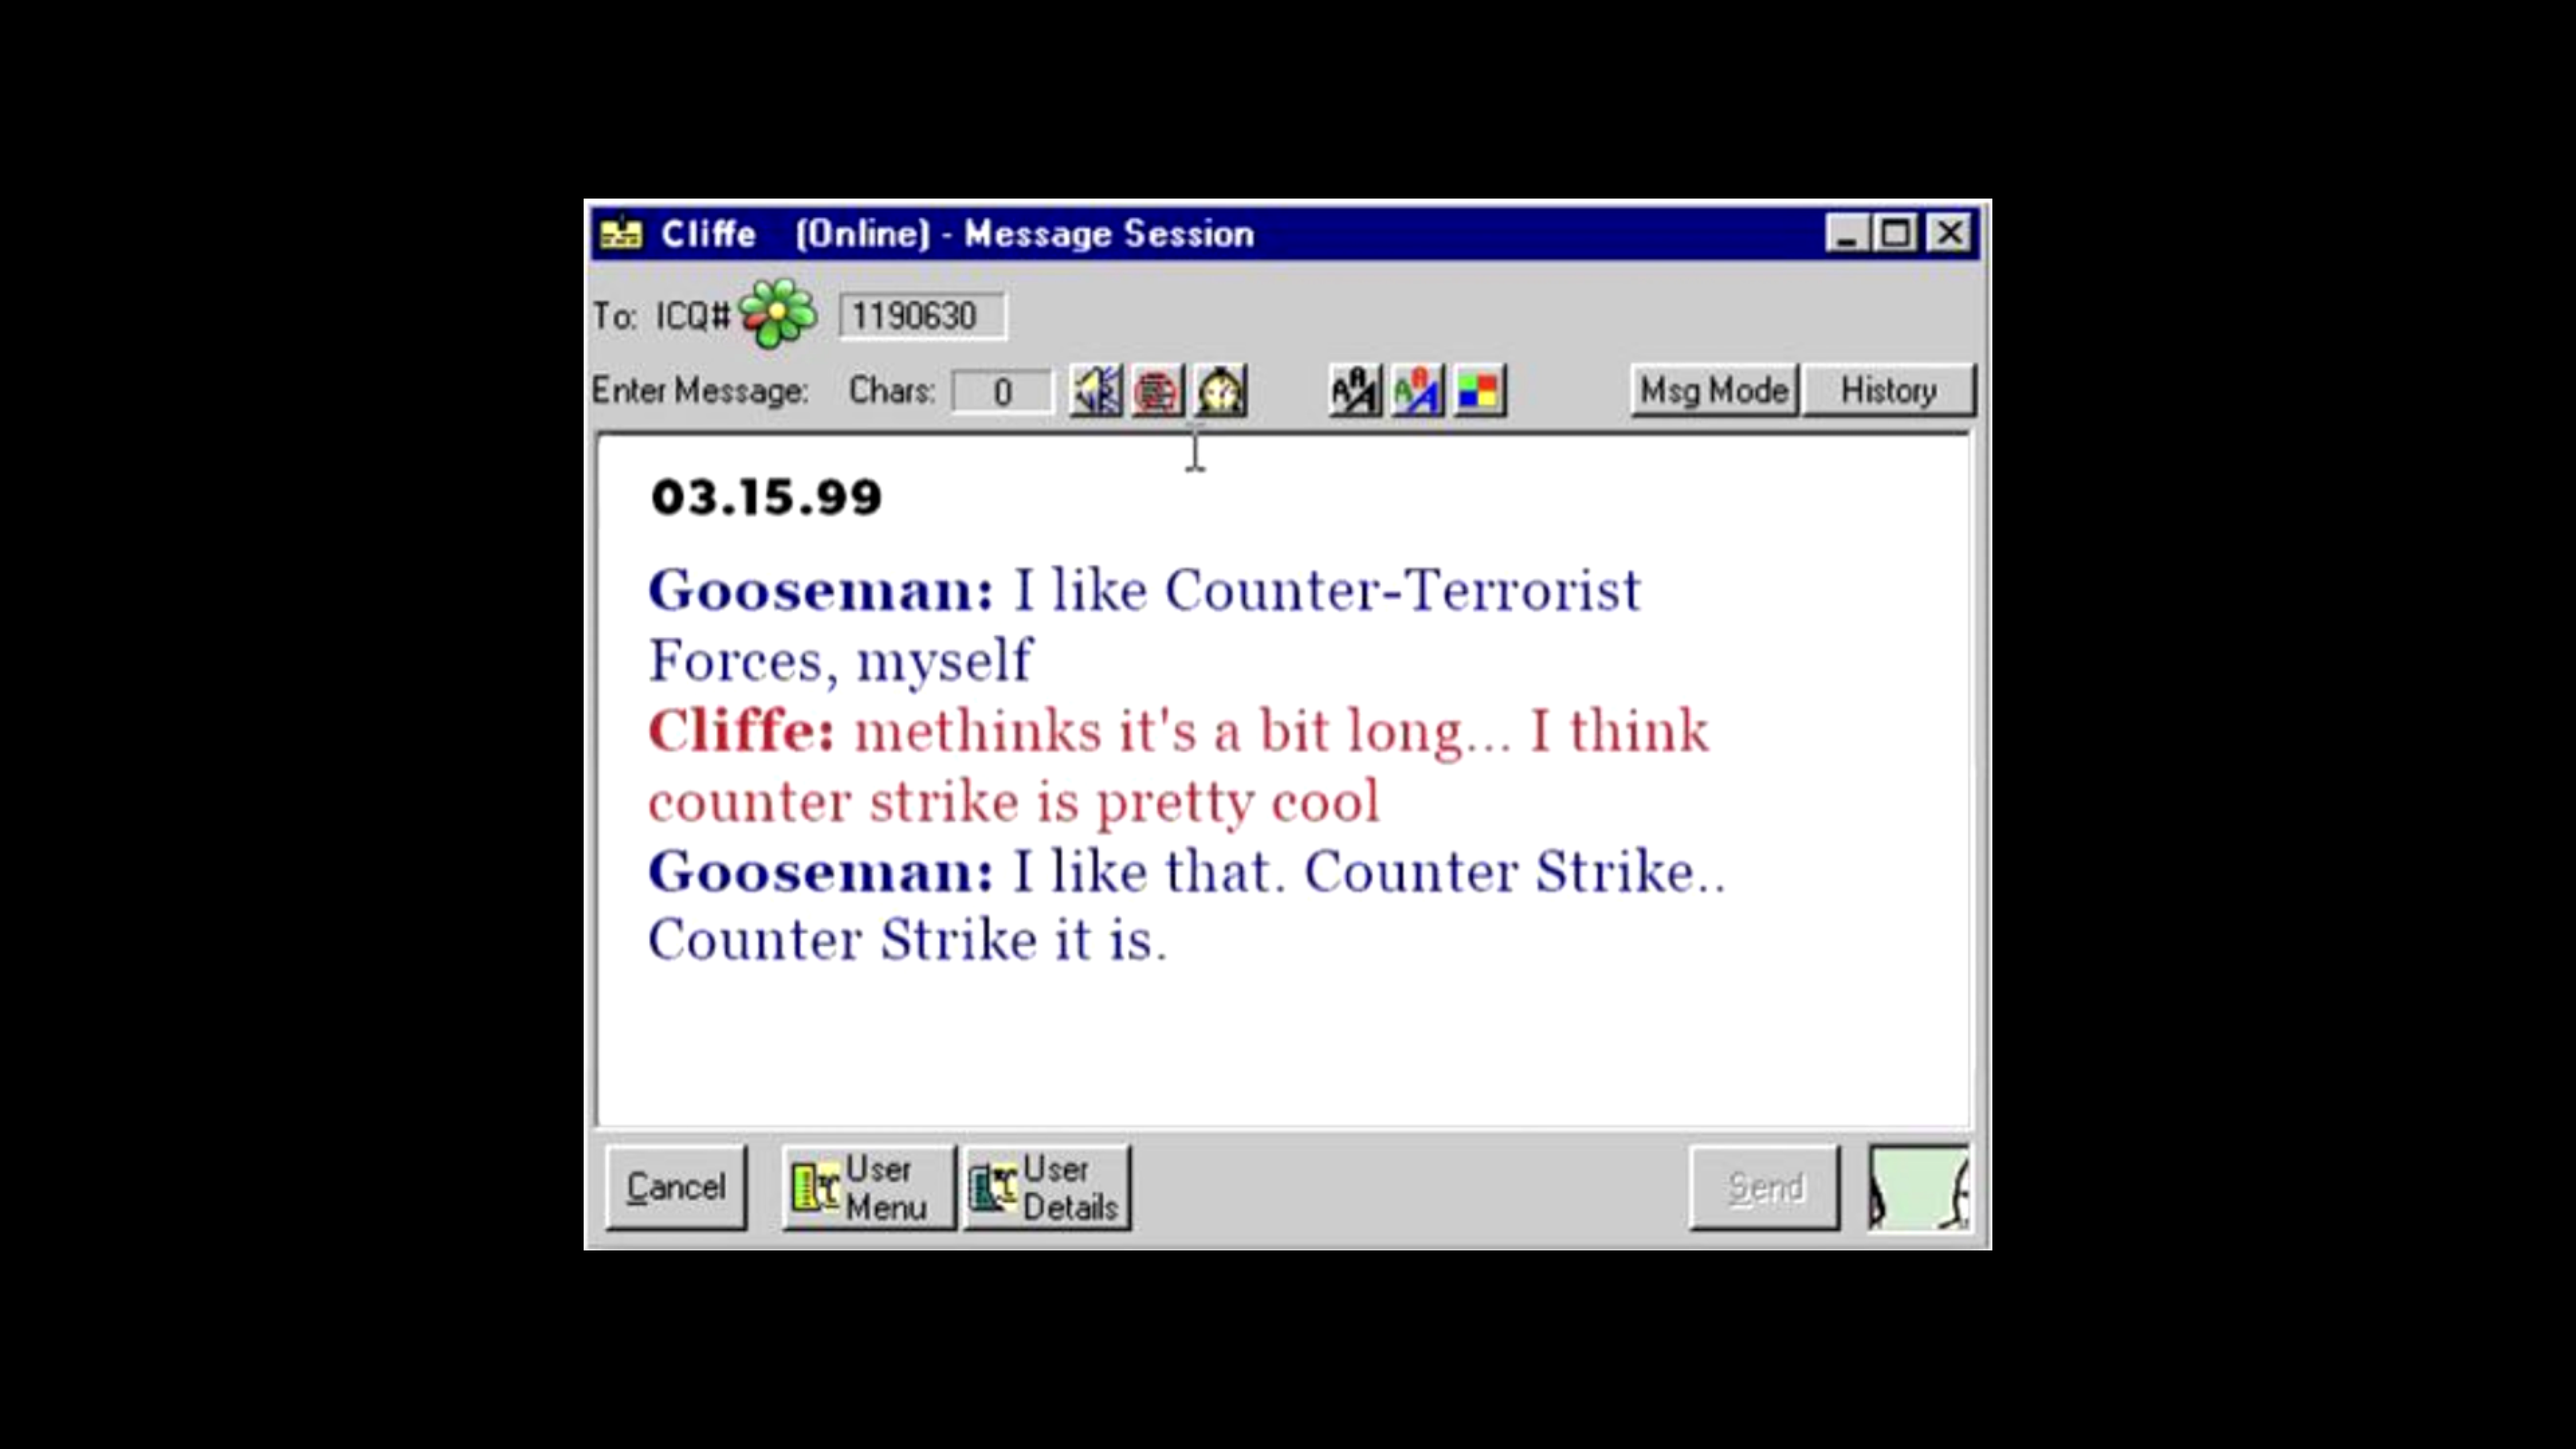 Cliffe (Online) - Message Session
To: ICQ# 1190630
Enter Message: Chars: 0 Msg Mode History
03.15.99
Gooseman: I like Counter-Terrorist
Forces, myself
Cliffe: methinks it's a bit long... I think
counter strike is pretty cool
Gooseman: I like that. Counter Strike..
Counter Strike it is.
Cancel User Menu User Details Send